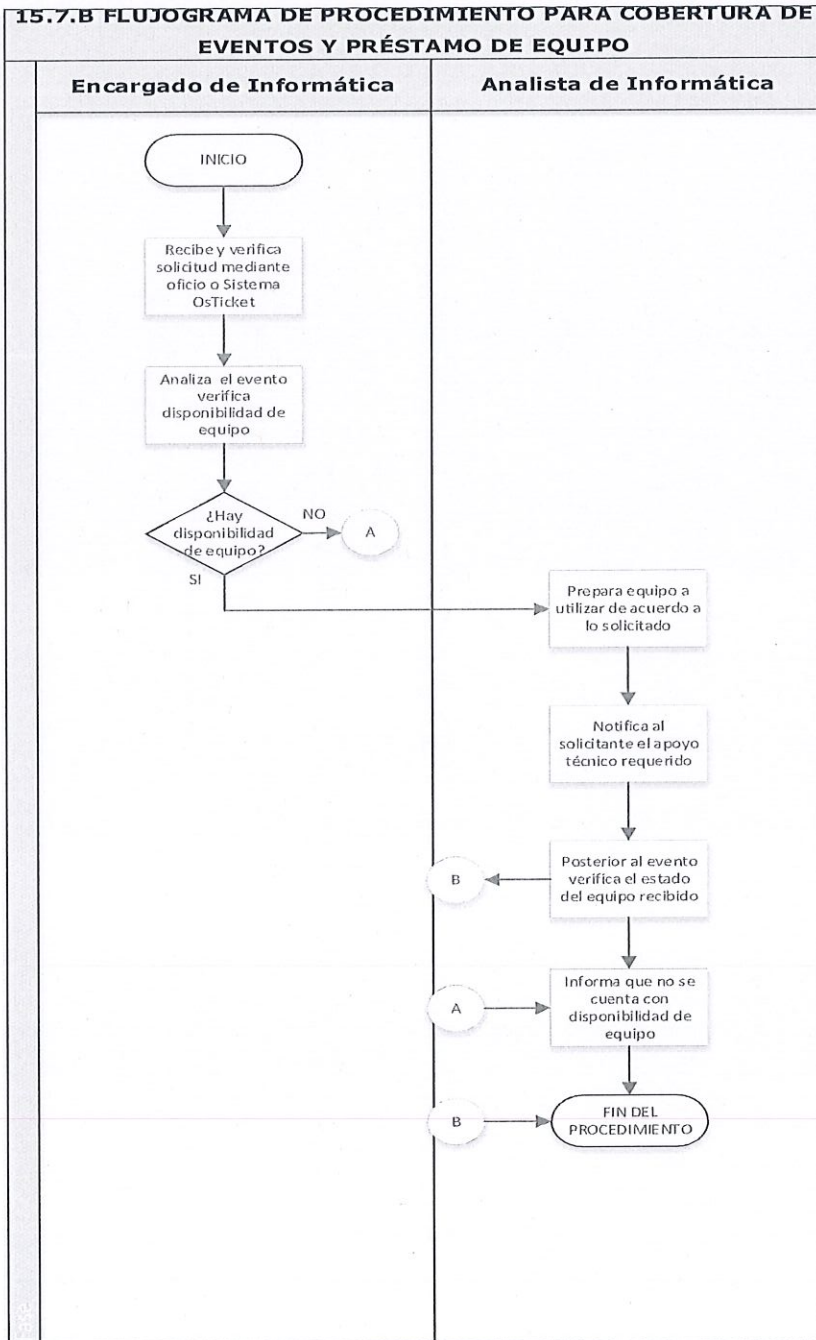 15.7.B FLUJOGRAMA DE PROCEDIMIENTO PARA COBERTURA DE
EVENTOS Y PRÉSTAMO DE EQUIPO
Encargado de Informática
Analista de Informática
INICIO
Recibe y verifica
solicitud mediante
oficio o Sistema
OsTicket
Analiza el evento
verifica
disponibilidad de
equipo
¿Hay
disponibilidad
de equipo?
NO
A
SI
Prepara equipo a
utilizar de acuerdo a
lo solicitado
Notifica al
solicitante el apoyo
técnico requerido
Posterior al evento
verifica el estado
del equipo recibido
B
Informa que no se
cuenta con
disponibilidad de
equipo
A
B
FIN DEL
PROCEDIMIENTO